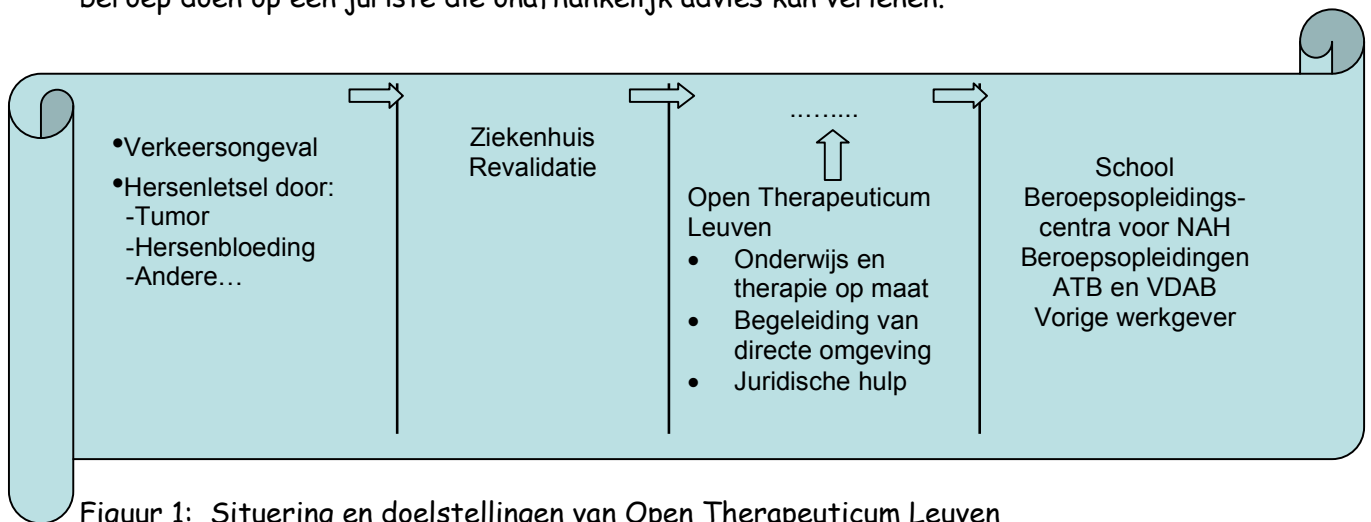 beroep doen op een juriste die onafhankelijk advies kan verlenen.
•Verkeersongeval
•Hersenletsel door:
-Tumor
-Hersenbloeding
-Andere…
Ziekenhuis
Revalidatie
.........
Open Therapeuticum
Leuven
• Onderwijs en
therapie op maat
• Begeleiding van
directe omgeving
• Juridische hulp
School
Beroepsopleidings-
centra voor NAH
Beroepsopleidingen
ATB en VDAB
Vorige werkgever
Figuur 1: Situering en doelstellingen van Open Therapeuticum Leuven